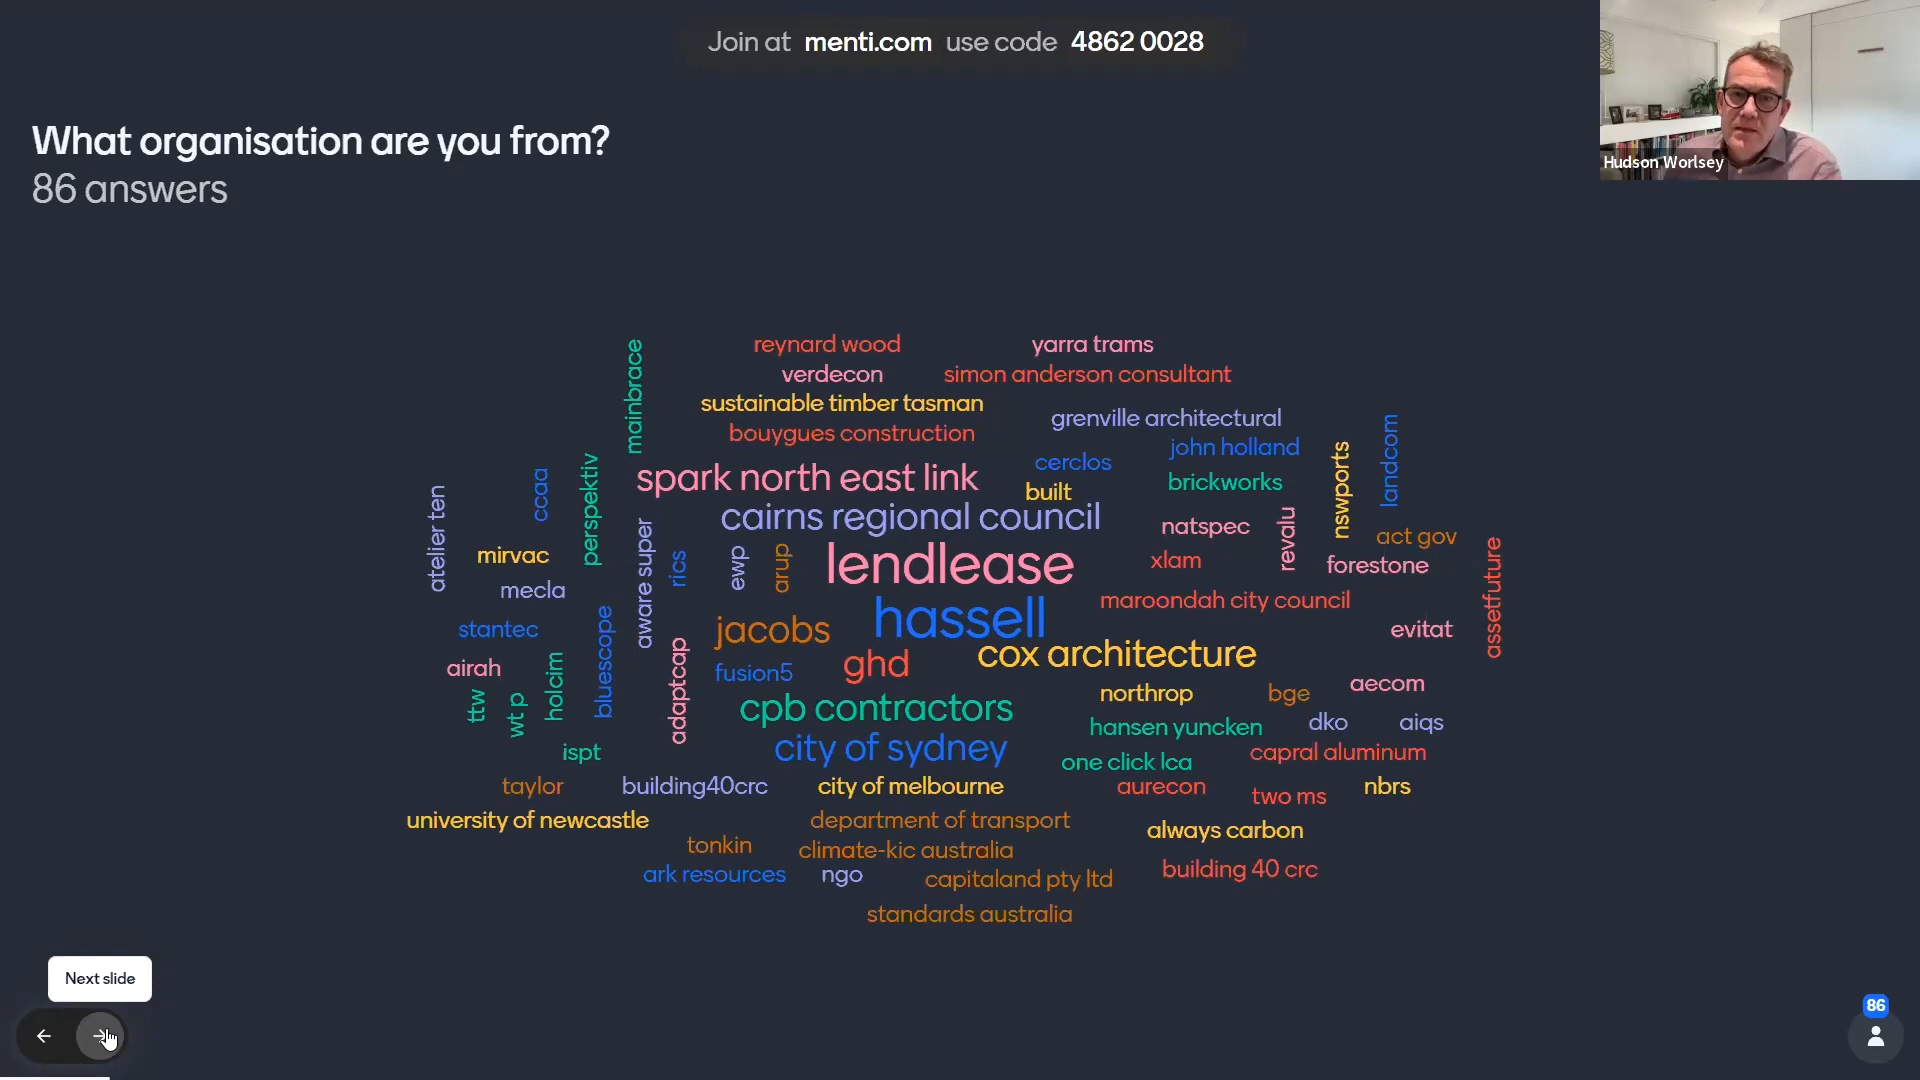 Join at menti.com use code 4862 0028
Hudson Worlsey
What organisation are you from?
86 answers
reynard wood
yarra trams
verdecon
simon anderson consultant
mainbrace
sustainable timber tasman
grenville architectural
bouygues construction
john holland
landcom
cerclos
spark north east link
brickworks
nswports
built
ccaa
perspektiv
cairns regional council
natspec
revalu
act gov
atelier ten
mirvac
aware super
rics
ewp
arup
lendlease
xlam
forestone
assetfuture
mecla
hassell
maroondah city council
stantec
bluescope
jacobs
evitat
cox architecture
airah
holcim
adaptcap
fusion5
ghd
northrop
bge
aecom
ttw
wt p
cpb contractors
hansen yuncken
dko
aiqs
ispt
city of sydney
one click lca
capral aluminum
taylor
building40crc
city of melbourne
aurecon
two ms
nbrs
university of newcastle
department of transport
always carbon
tonkin
climate-kic australia
building 40 crc
ark resources
ngo
capitaland pty ltd
standards australia
Next slide
86